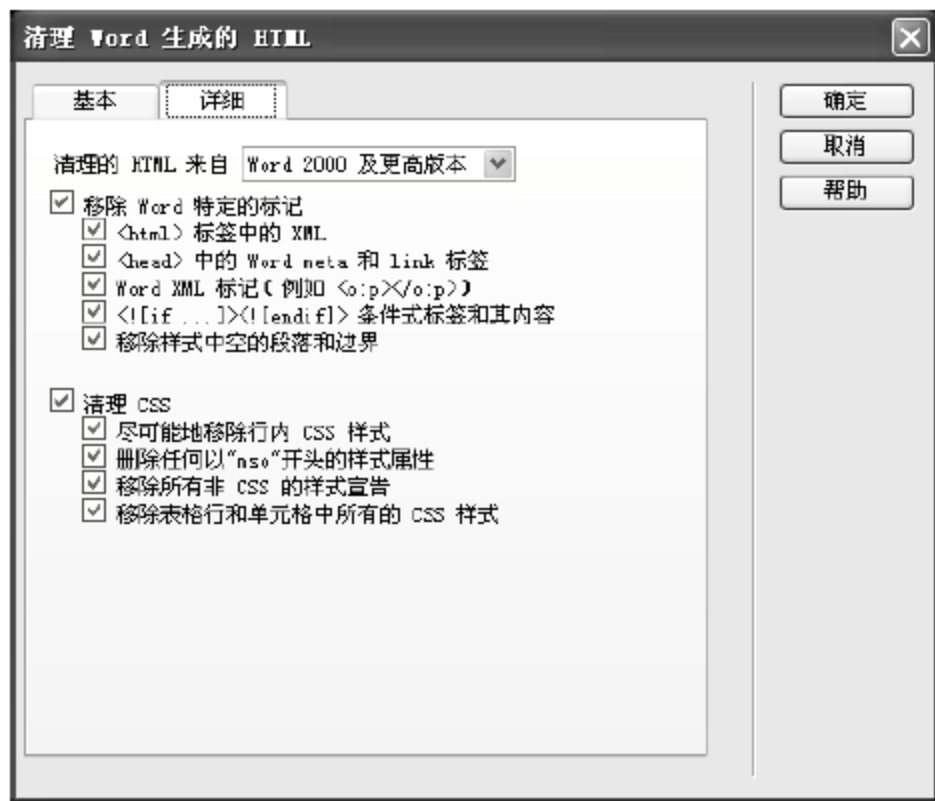 清理 Word 生成的 HTML
基本 详细
确定
取消
帮助
清理的 HTML 来自 Word 2000 及更高版本
移除 Word 特定的标记
<html> 标签中的 XML
<head> 中的 Word meta 和 link 标签
Word XML 标记(例如 <o:p></o:p>)
<![if ...]><![endif]> 条件式标签和其内容
移除样式中空的段落和边界
清理 CSS
尽可能地移除行内 CSS 样式
删除任何以"mso"开头的样式属性
移除所有非 CSS 的样式宣告
移除表格行和单元格中所有的 CSS 样式